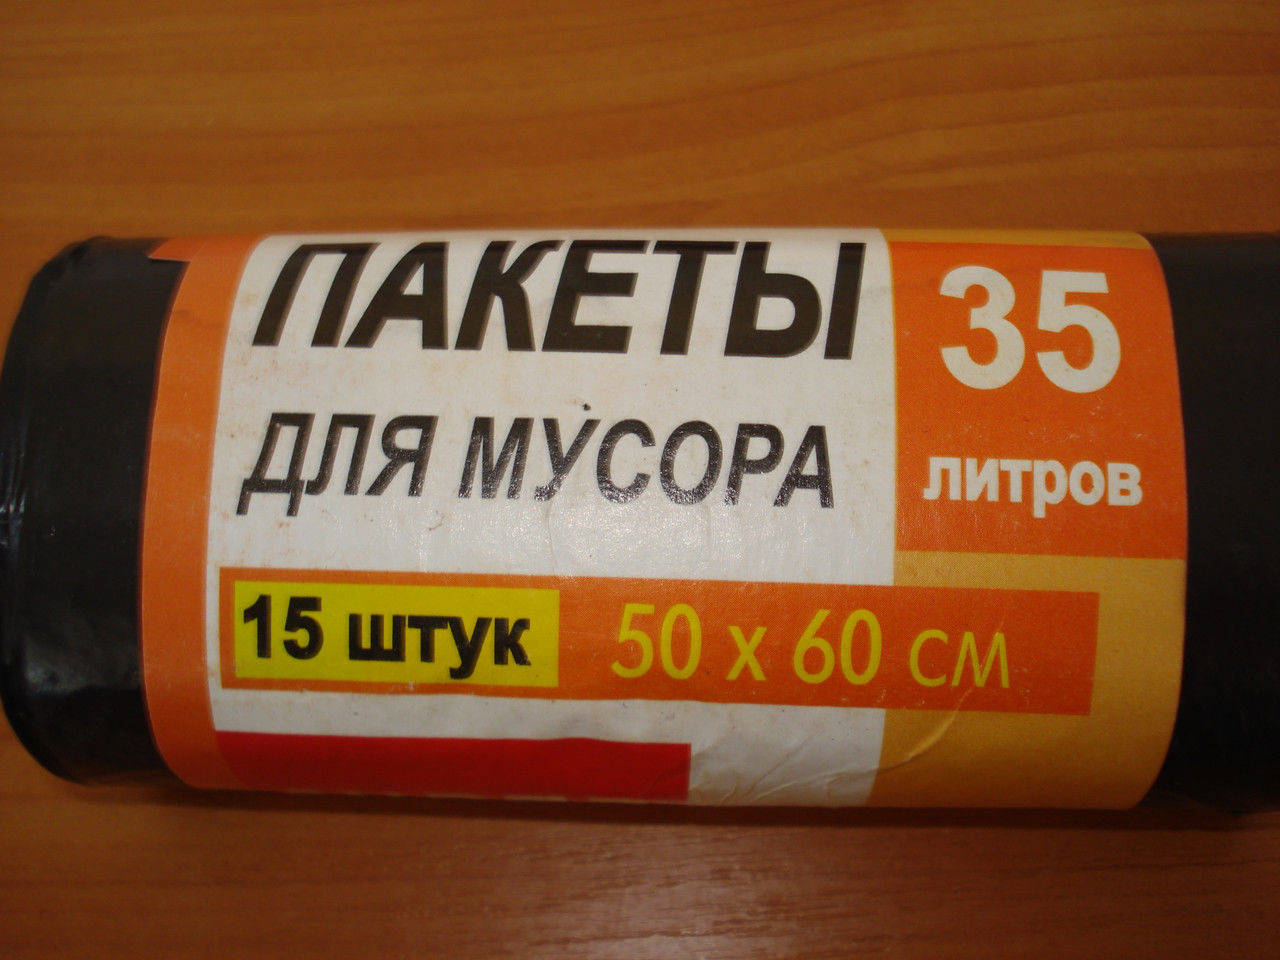 ПАКЕТЫ
ДЛЯ МУСОРА
35
литров
15 штук
50 x 60 см